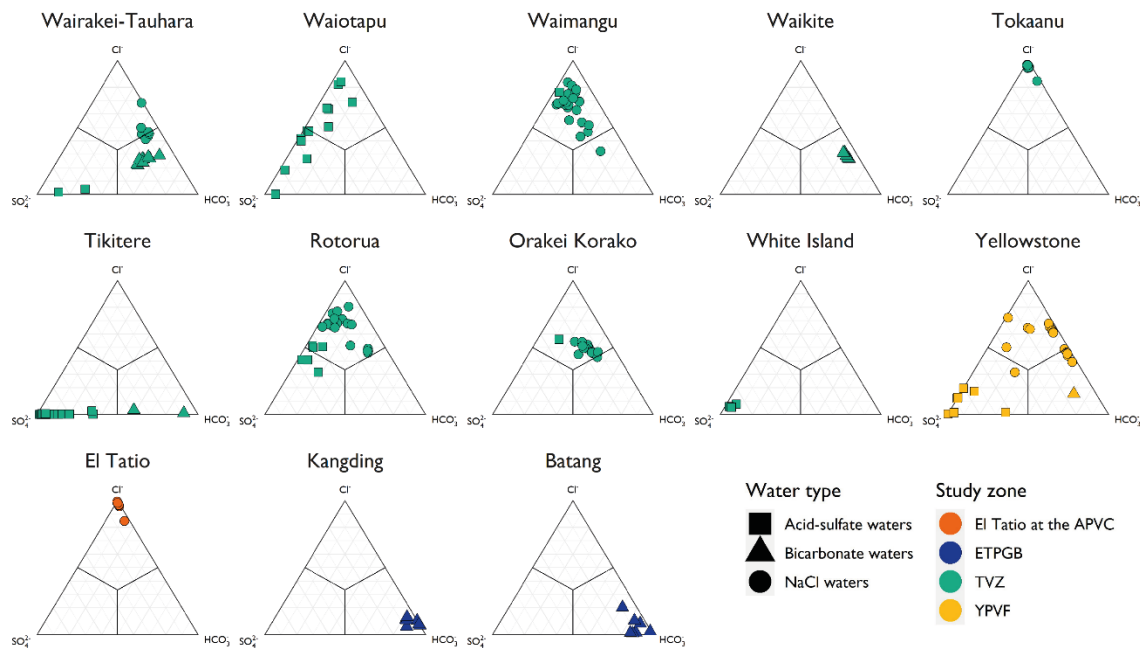 Wairakei-Tauhara
Waiotapu
Waimangu
Waikite
Tokaanu
Cl⁻
Cl⁻
Cl⁻
Cl⁻
Cl⁻
SO₄²⁻
HCO₃⁻
SO₄²⁻
HCO₃⁻
SO₄²⁻
HCO₃⁻
SO₄²⁻
HCO₃⁻
SO₄²⁻
HCO₃⁻
Tikitere
Rotorua
Orakei Korako
White Island
Yellowstone
Cl⁻
Cl⁻
Cl⁻
Cl⁻
Cl⁻
SO₄²⁻
HCO₃⁻
SO₄²⁻
HCO₃⁻
SO₄²⁻
HCO₃⁻
SO₄²⁻
HCO₃⁻
SO₄²⁻
HCO₃⁻
El Tatio
Kangding
Batang
Cl⁻
Cl⁻
Cl⁻
SO₄²⁻
HCO₃⁻
SO₄²⁻
HCO₃⁻
SO₄²⁻
HCO₃⁻
Water type
Acid-sulfate waters
Bicarbonate waters
NaCl waters
Study zone
El Tatio at the APVC
ETPGB
TVZ
YPVF